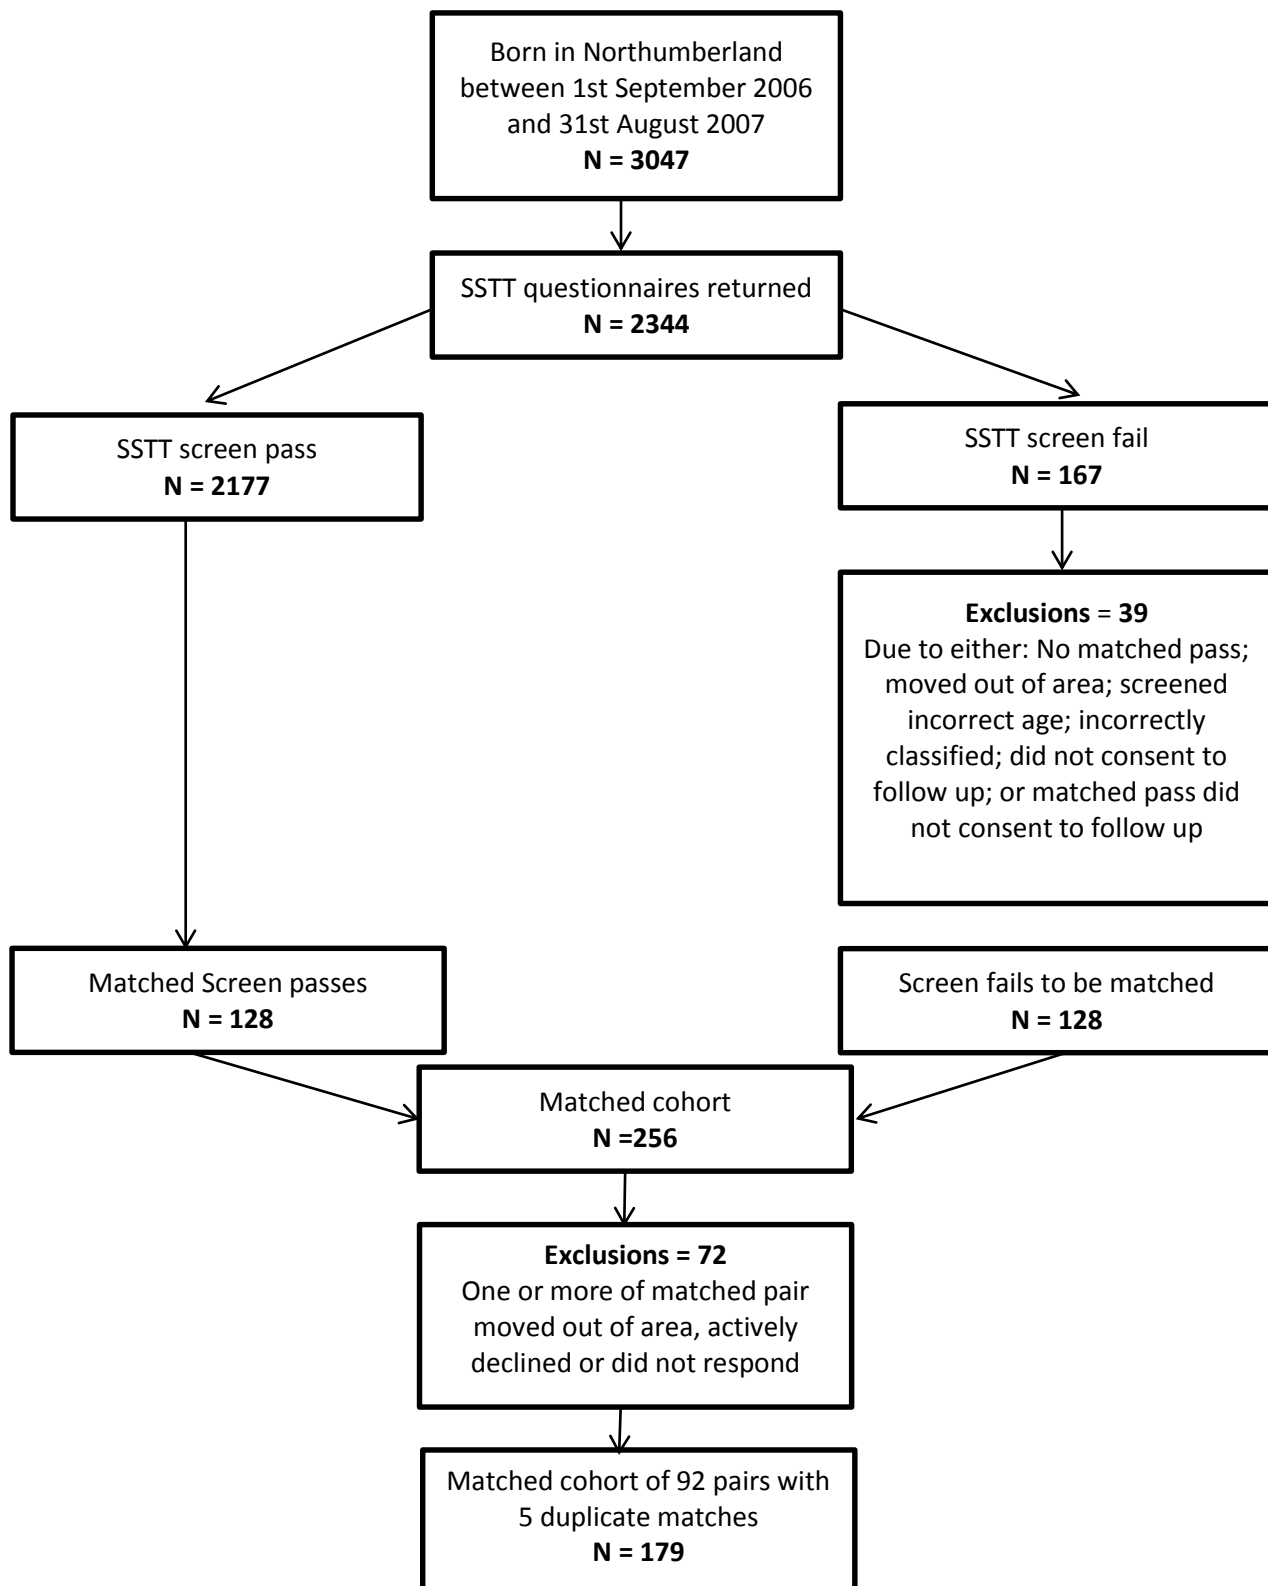 Born in Northumberland
between 1st September 2006
and 31st August 2007
N = 3047
SSTT questionnaires returned
N = 2344
SSTT screen pass
N = 2177
SSTT screen fail
N = 167
Exclusions = 39
Due to either: No matched pass;
moved out of area; screened
incorrect age; incorrectly
classified; did not consent to
follow up; or matched pass did
not consent to follow up
Matched Screen passes
N = 128
Screen fails to be matched
N = 128
Matched cohort
N =256
Exclusions = 72
One or more of matched pair
moved out of area, actively
declined or did not respond
Matched cohort of 92 pairs with
5 duplicate matches
N = 179